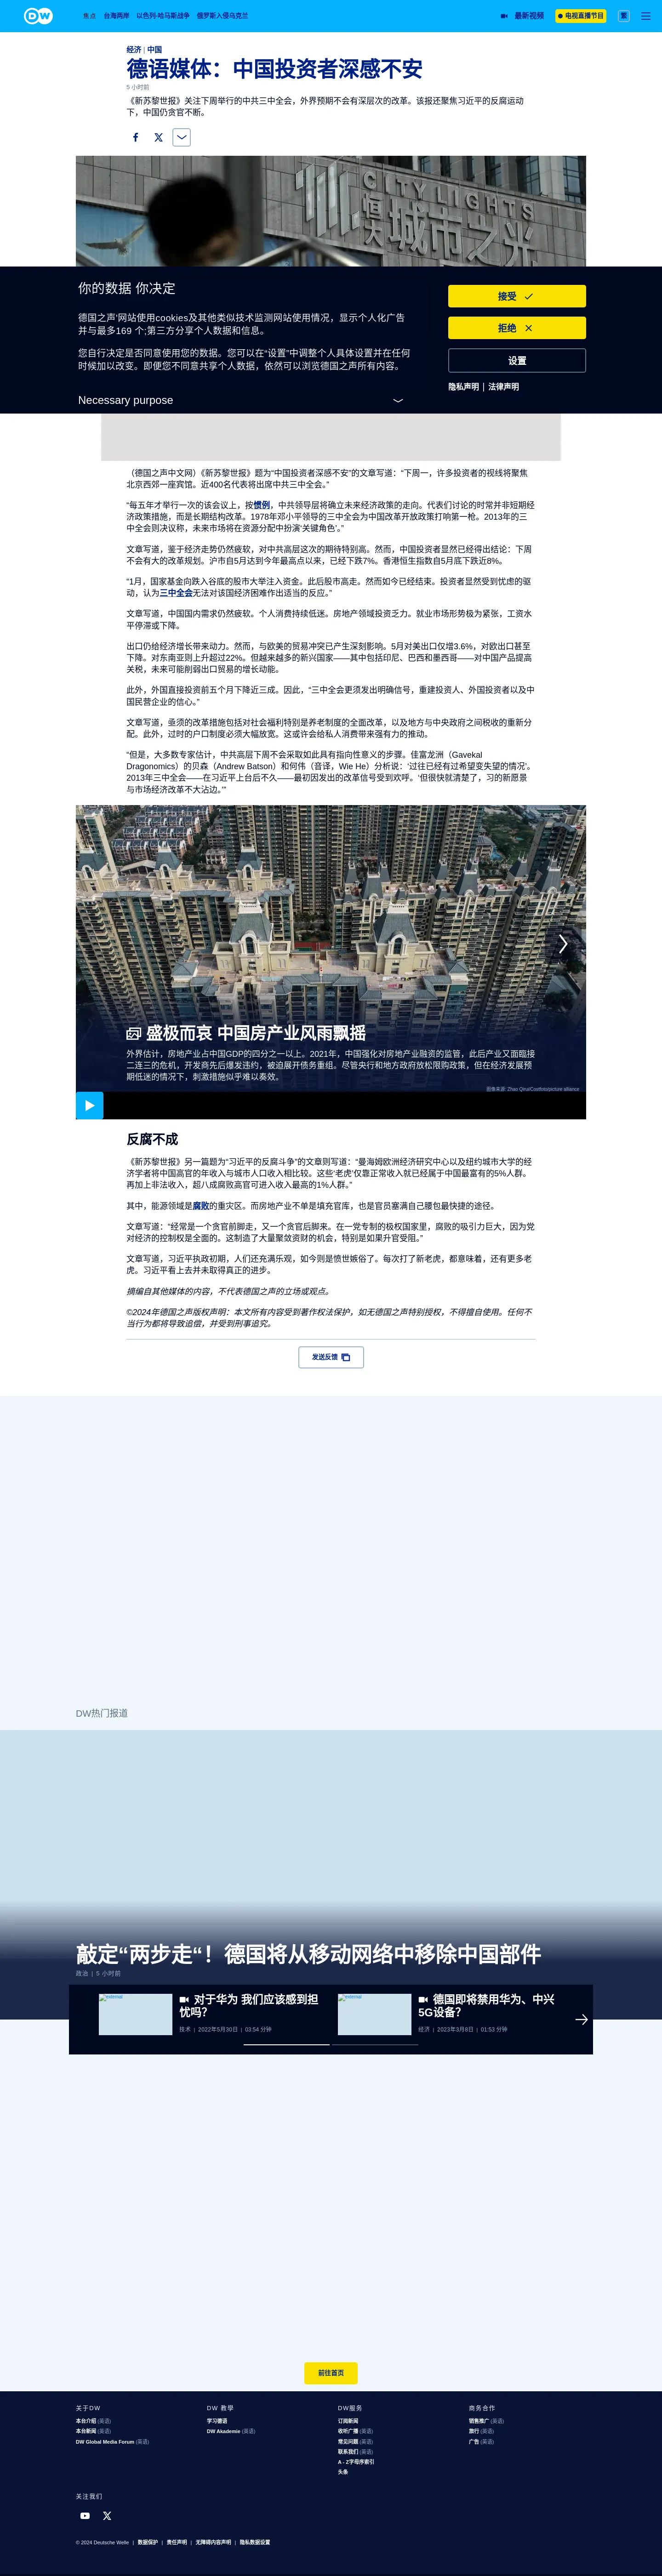 DW
焦点 台海两岸 以色列-哈马斯战争 俄罗斯入侵乌克兰 最新视频 电视直播节目 繁
经济 | 中国
德语媒体：中国投资者深感不安
5 小时前
《新苏黎世报》关注下周举行的中共三中全会，外界预期不会有深层次的改革。该报还聚焦习近平的反腐运动
下，中国仍贪官不断。
CITY LIGHTS
恒大 城市之光
你的数据 你决定
德国之声'网站使用cookies及其他类似技术监测网站使用情况，显示个人化广告
并与最多169 个;第三方分享个人数据和信息。
您自行决定是否同意使用您的数据。您可以在“设置”中调整个人具体设置并在任何
时候加以改变。即便您不同意共享个人数据，依然可以浏览德国之声所有内容。
Necessary purpose
接受
拒绝
设置
隐私声明 | 法律声明
（德国之声中文网）《新苏黎世报》题为“中国投资者深感不安”的文章写道：“下周一，许多投资者的视线将聚焦
北京西郊一座宾馆。近400名代表将出席中共三中全会。”
“每五年才举行一次的该会议上，按惯例，中共领导层将确立未来经济政策的走向。代表们讨论的时常并非短期经
济政策措施，而是长期结构改革。1978年邓小平领导的三中全会为中国改革开放政策打响第一枪。2013年的三
中全会则决议称，未来市场将在资源分配中扮演‘关键角色’。”
文章写道，鉴于经济走势仍然疲软，对中共高层这次的期待特别高。然而，中国投资者显然已经得出结论：下周
不会有大的改革规划。沪市自5月达到今年最高点以来，已经下跌7%。香港恒生指数自5月底下跌近8%。
“1月，国家基金向跌入谷底的股市大举注入资金。此后股市高走。然而如今已经结束。投资者显然受到忧虑的驱
动，认为三中全会无法对该国经济困难作出适当的反应。”
文章写道，中国国内需求仍然疲软。个人消费持续低迷。房地产领域投资乏力。就业市场形势极为紧张，工资水
平停滞或下降。
出口仍给经济增长带来动力。然而，与欧美的贸易冲突已产生深刻影响。5月对美出口仅增3.6%，对欧出口甚至
下降。对东南亚则上升超过22%。但越来越多的新兴国家——其中包括印尼、巴西和墨西哥——对中国产品提高
关税，未来可能削弱出口贸易的增长动能。
此外，外国直接投资前五个月下降近三成。因此，“三中全会更须发出明确信号，重建投资人、外国投资者以及中
国民营企业的信心。”
文章写道，亟须的改革措施包括对社会福利特别是养老制度的全面改革，以及地方与中央政府之间税收的重新分
配。此外，过时的户口制度必须大幅放宽。这或许会给私人消费带来强有力的推动。
“但是，大多数专家估计，中共高层下周不会采取如此具有指向性意义的步骤。佳富龙洲（Gavekal
Dragonomics）的贝森（Andrew Batson）和何伟（音译，Wie He）分析说：‘过往已经有过希望变失望的情况’。
2013年三中全会——在习近平上台后不久——最初因发出的改革信号受到欢呼。‘但很快就清楚了，习的新愿景
与市场经济改革不大沾边。’”
盛极而哀 中国房产业风雨飘摇
外界估计，房地产业占中国GDP的四分之一以上。2021年，中国强化对房地产业融资的监管，此后产业又面临接
二连三的危机，开发商先后爆发违约，被迫展开债务重组。尽管央行和地方政府放松限购政策，但在经济发展预
期低迷的情况下，刺激措施似乎难以奏效。
图像来源: Zhao Qirui/Costfoto/picture alliance
反腐不成
《新苏黎世报》另一篇题为“习近平的反腐斗争”的文章则写道：“曼海姆欧洲经济研究中心以及纽约城市大学的经
济学者将中国高官的年收入与城市人口收入相比较。这些‘老虎’仅靠正常收入就已经属于中国最富有的5%人群。
再加上非法收入，超八成腐败高官可进入收入最高的1%人群。”
其中，能源领域是腐败的重灾区。而房地产业不单是填充官库，也是官员塞满自己腰包最快捷的途径。
文章写道：“经常是一个贪官前脚走，又一个贪官后脚来。在一党专制的极权国家里，腐败的吸引力巨大，因为党
对经济的控制权是全面的。这制造了大量聚敛资财的机会，特别是如果升官受阻。”
文章写道，习近平执政初期，人们还充满乐观，如今则是愤世嫉俗了。每次打了新老虎，都意味着，还有更多老
虎。习近平看上去并未取得真正的进步。
摘编自其他媒体的内容，不代表德国之声的立场或观点。
©2024年德国之声版权声明：本文所有内容受到著作权法保护，如无德国之声特别授权，不得擅自使用。任何不
当行为都将导致追偿，并受到刑事追究。
发送反馈
DW热门报道
敲定“两步走“！德国将从移动网络中移除中国部件
政治 | 5 小时前
对于华为 我们应该感到担
忧吗？
技术 | 2022年5月30日 | 03:54 分钟
德国即将禁用华为、中兴
5G设备？
经济 | 2023年3月8日 | 01:53 分钟
前往首页
关于DW
本台介绍 (英语)
本台新闻 (英语)
DW Global Media Forum (英语)
DW 教學
学习德语
DW Akademie (英语)
DW服务
订阅新闻
收听广播 (英语)
常见问题 (英语)
联系我们 (英语)
A - Z字母序索引
头条
商务合作
销售推广 (英语)
旅行 (英语)
广告 (英语)
关注我们
© 2024 Deutsche Welle | 数据保护 | 责任声明 | 无障碍内容声明 | 隐私数据设置